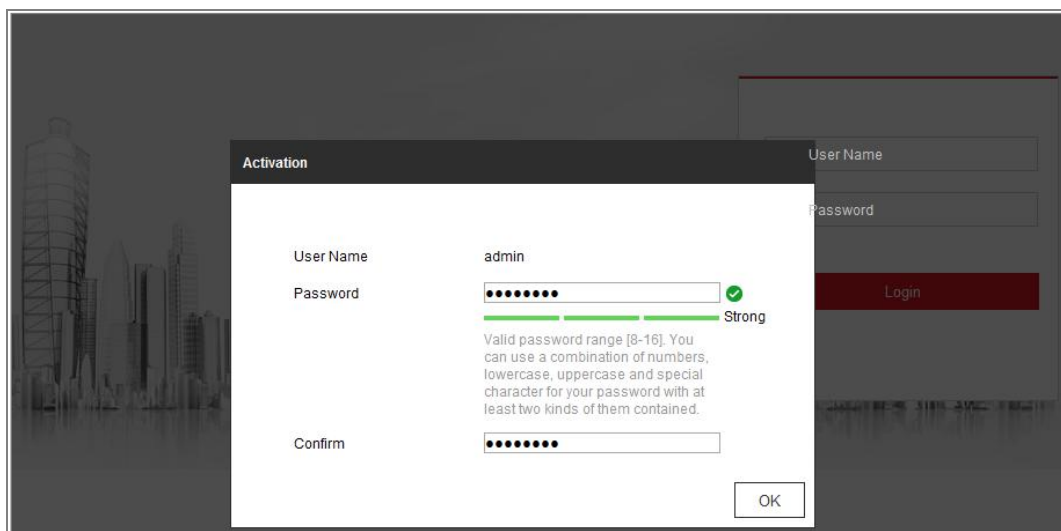 Activation
User Name
Password
Login
User Name admin
Password ●●●●●●●●
Strong
Valid password range [8-16]. You
can use a combination of numbers,
lowercase, uppercase and special
character for your password with at
least two kinds of them contained.
Confirm ●●●●●●●●
OK